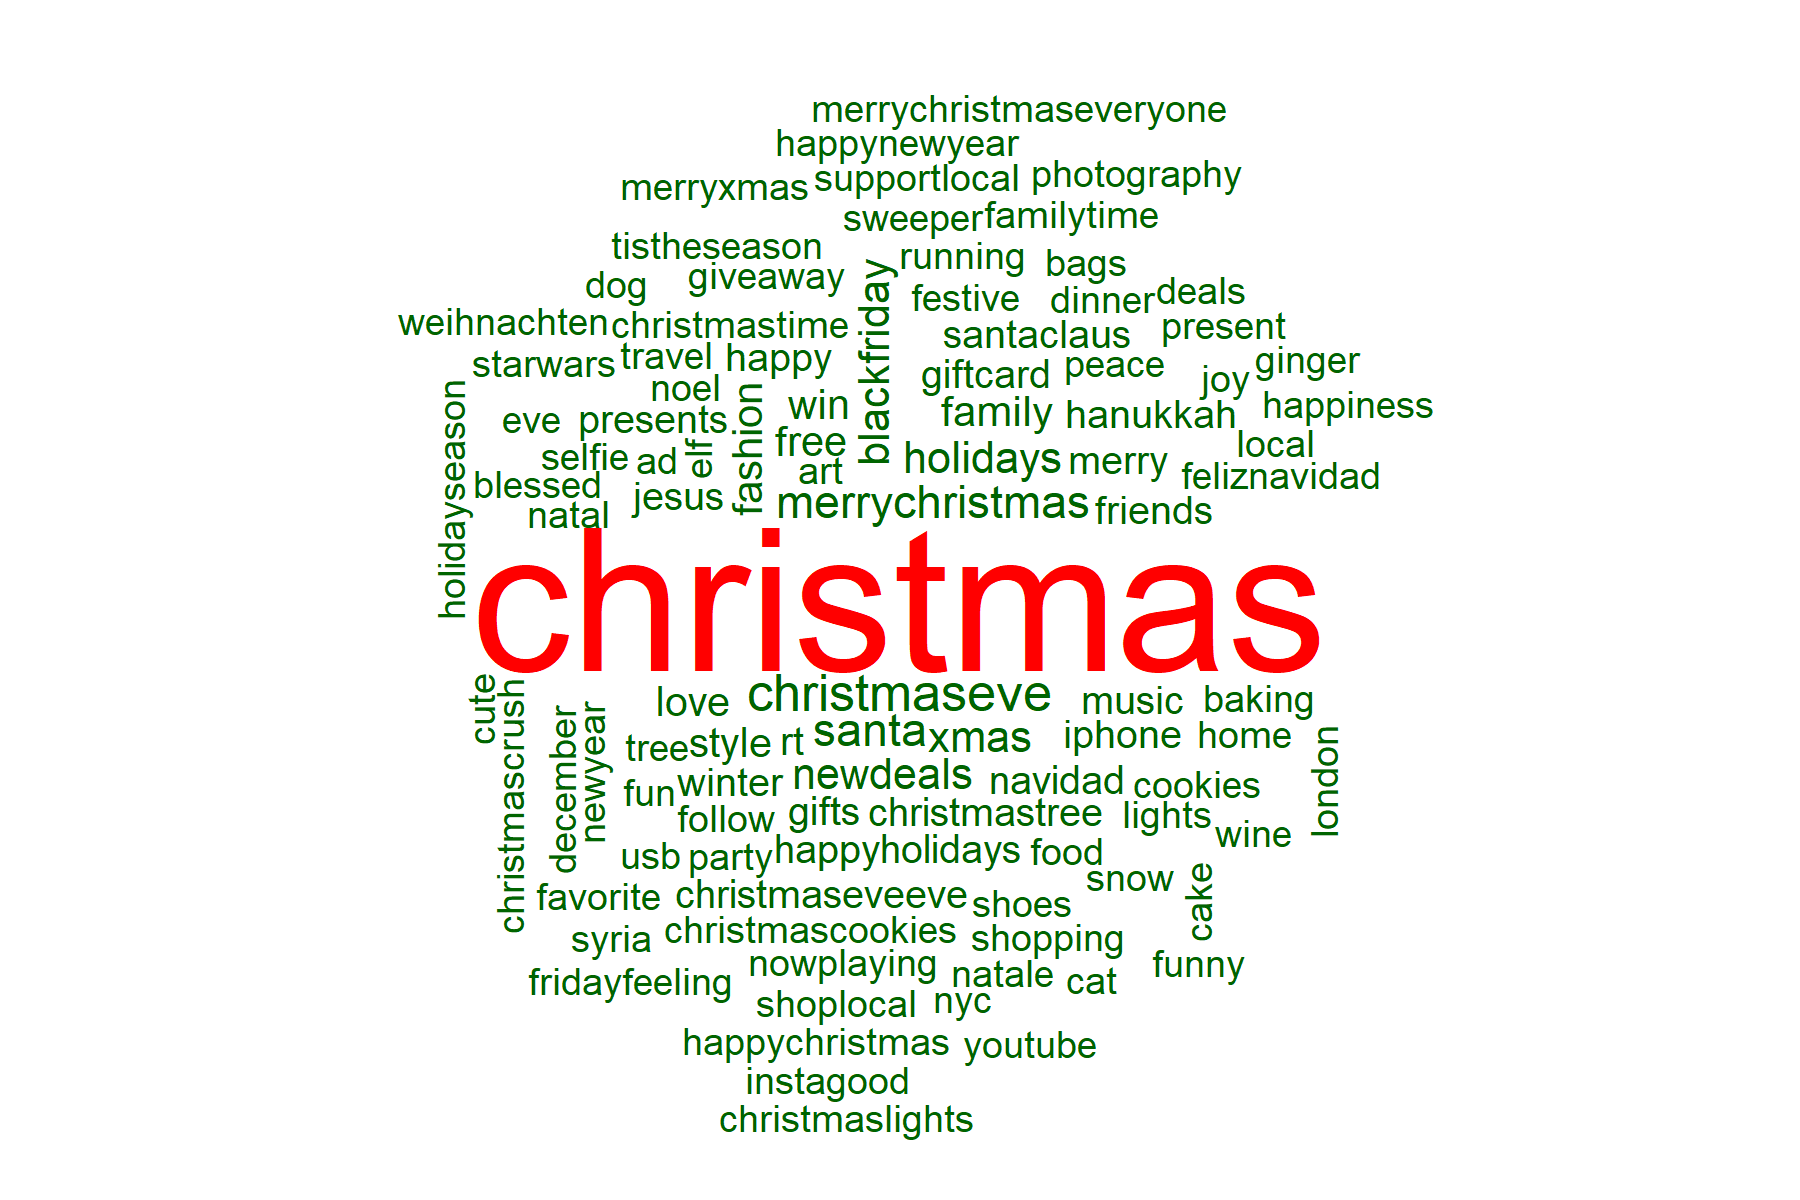 merrychristmaseveryone
happynewyear
merryxmas supportlocal photography
sweeper familytime
tistheseason running bags
dog giveaway blackfriday festive dinner deals
weihnachten christmastime santaclaus present
starwars travel happy giftcard peace joy ginger
holidayseason noel fashion win family hanukkah happiness
eve presents elf free holidays merry local
selfie ad art feliznavidad
blessed jesus merrychristmas friends
natal
christmas
cute christmascrush love christmaseve music baking
december newyear tree style rt santa xmas iphone home london
fun winter newdeals navidad cookies
follow gifts christmastree lights wine
usb party happyholidays food
favorite christmaseveeve shoes snow cake
syria christmascookies shopping
fridayfeeling nowplaying natale cat funny
shoplocal nyc
happychristmas youtube
instagood
christmaslights